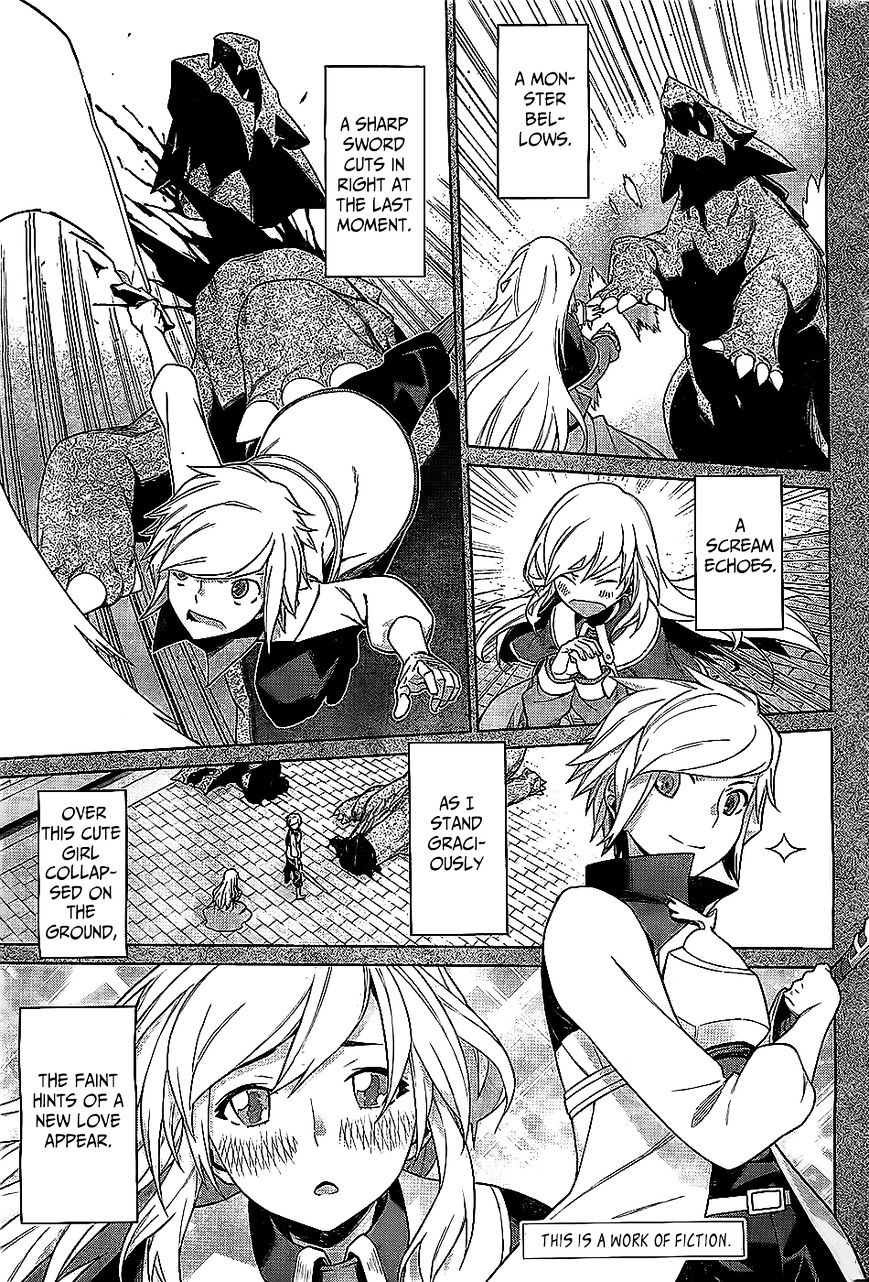 A MON-
STER
BEL-
LOWS.
A SHARP
SWORD
CUTS IN
RIGHT AT
THE LAST
MOMENT.
A
SCREAM
ECHOES.
AS I
STAND
GRACI-
OUSLY
OVER
THIS CUTE
GIRL
COLLAP-
SED ON
THE
GROUND,
THE FAINT
HINTS OF A
NEW LOVE
APPEAR.
THIS IS A WORK OF FICTION.